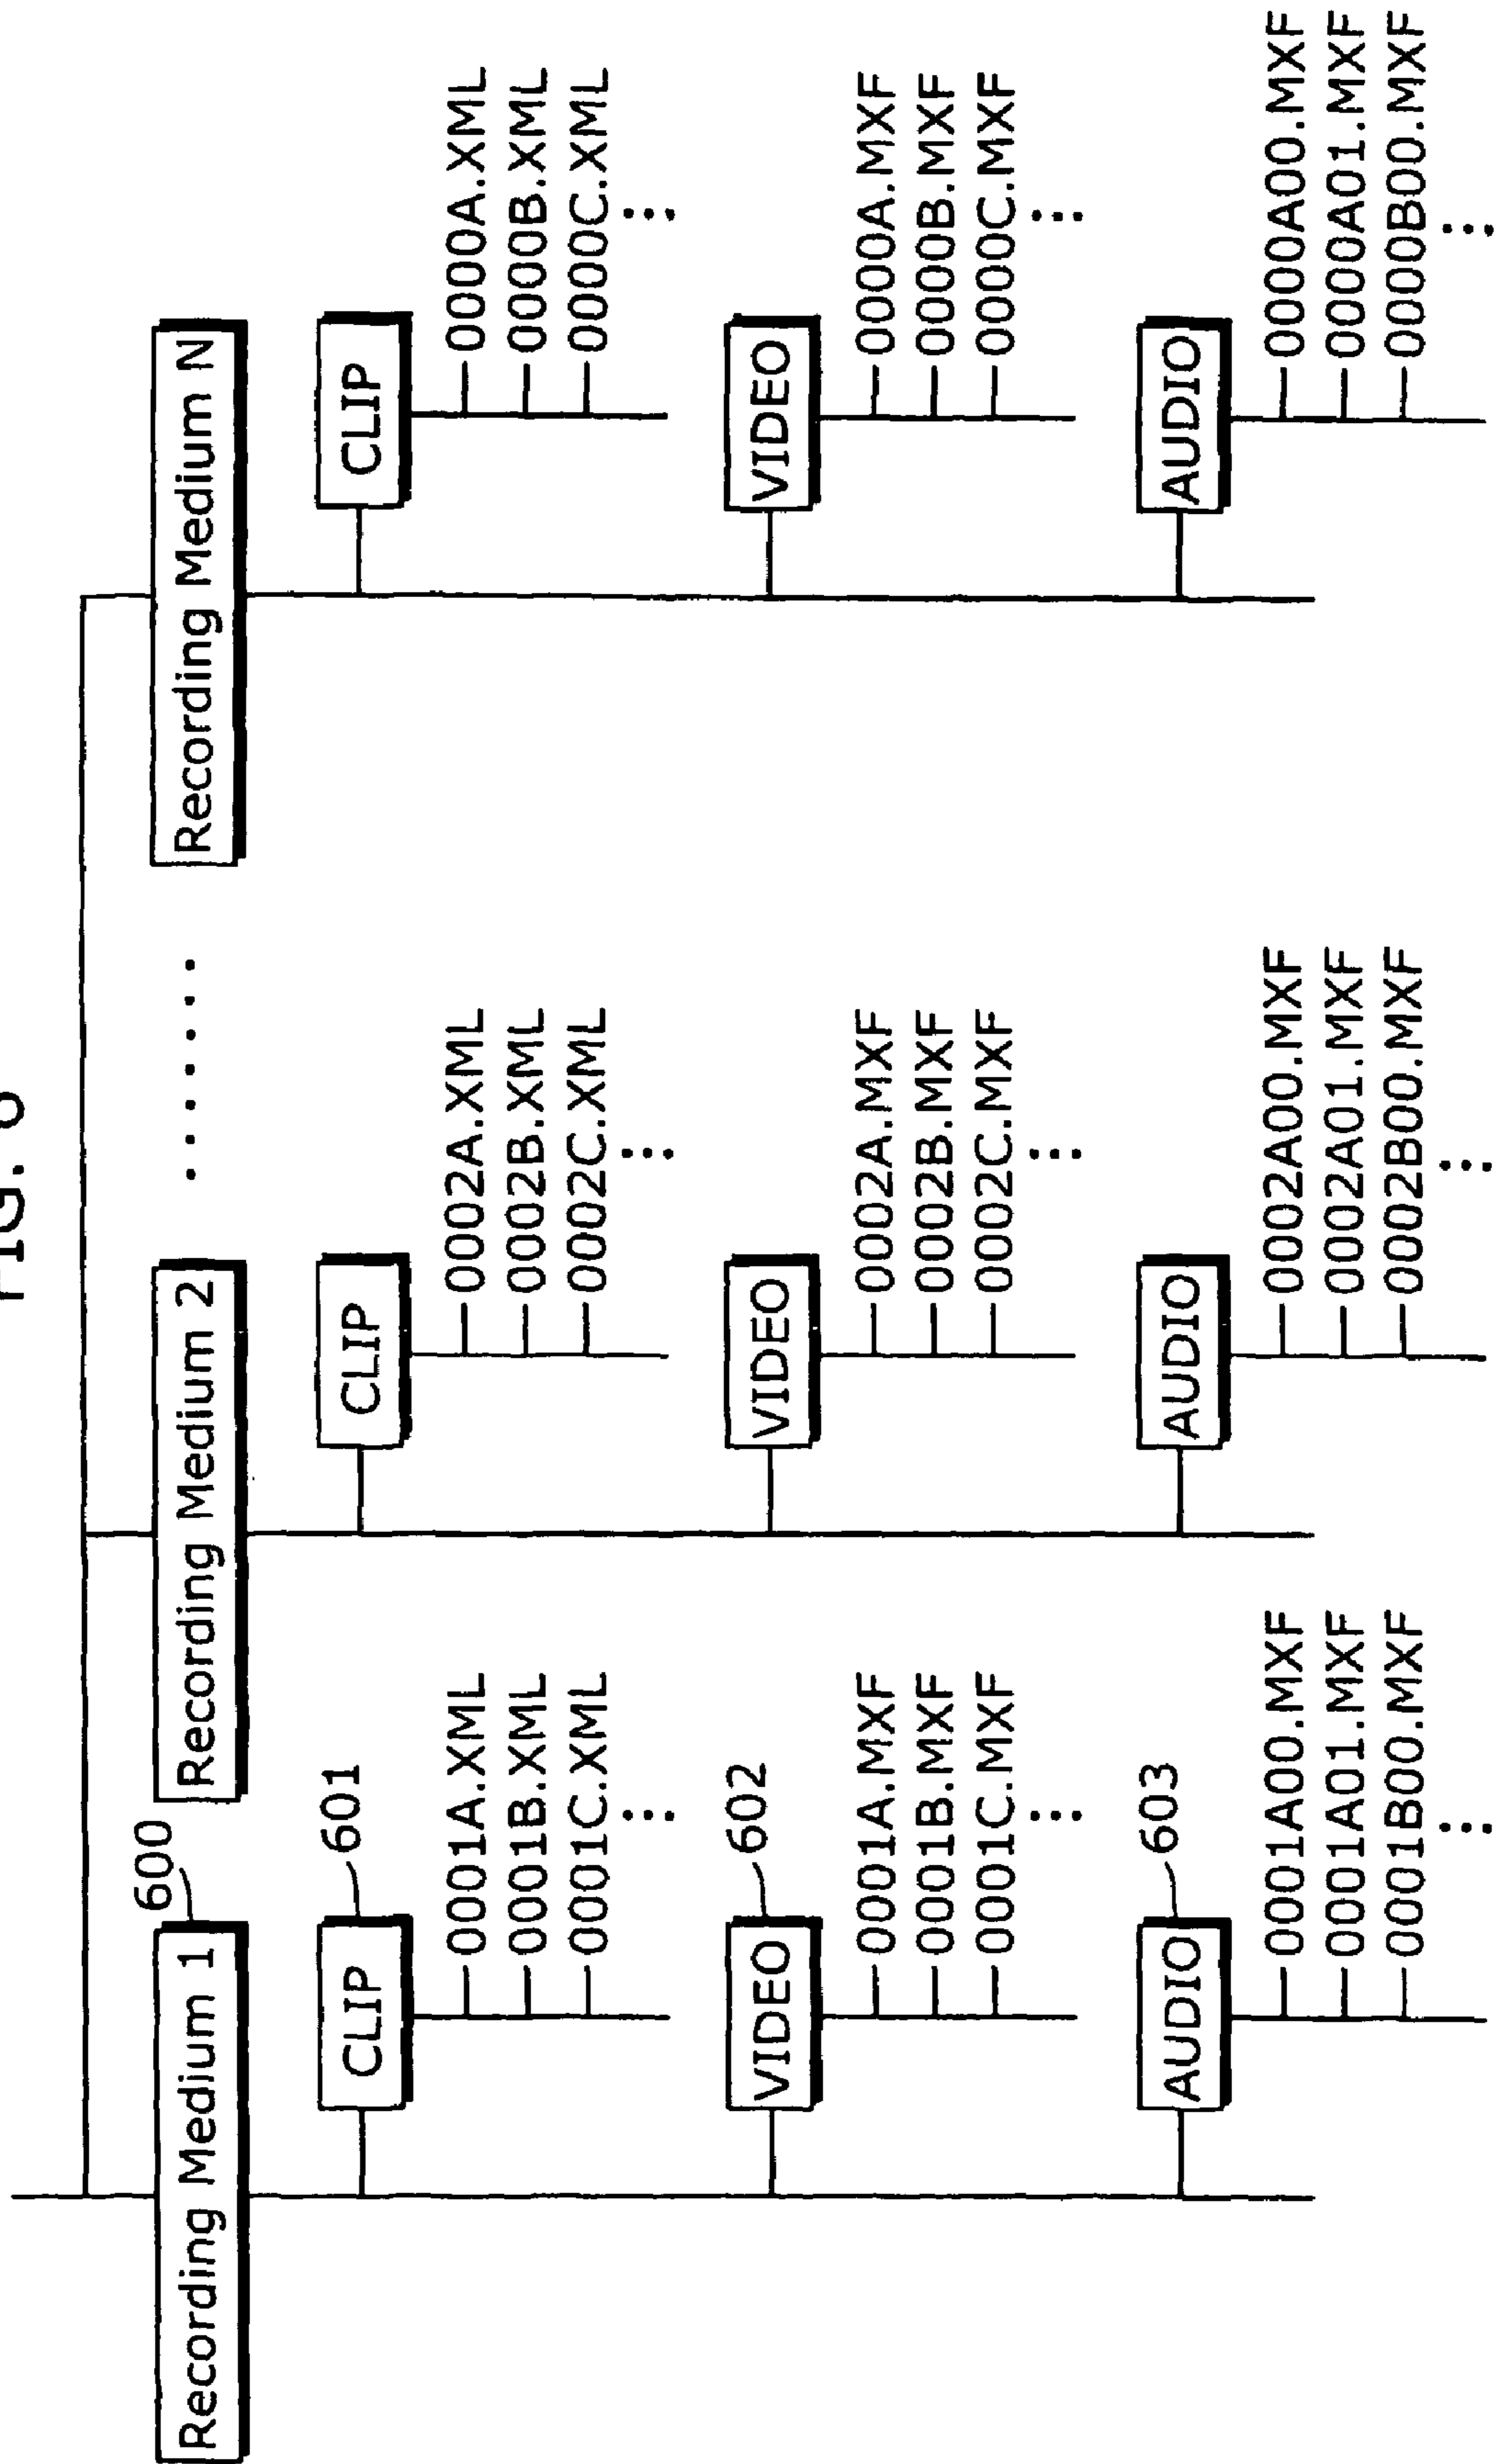 FIG.
Recording Medium 1
600
CLIP
601
0001A.XML
0001B.XML
0001C.XML
⋮
VIDEO
602
0001A.MXF
0001B.MXF
0001C.MXF
⋮
AUDIO
603
0001A00.MXF
0001A01.MXF
0001B00.MXF
⋮
Recording Medium 2
CLIP
0002A.XML
0002B.XML
0002C.XML
⋮
VIDEO
0002A.MXF
0002B.MXF
0002C.MXF
⋮
AUDIO
0002A00.MXF
0002A01.MXF
0002B00.MXF
⋮
.......
Recording Medium N
CLIP
0000A.XML
0000B.XML
0000C.XML
⋮
VIDEO
0000A.MXF
0000B.MXF
0000C.MXF
⋮
AUDIO
0000A00.MXF
0000A01.MXF
0000B00.MXF
⋮